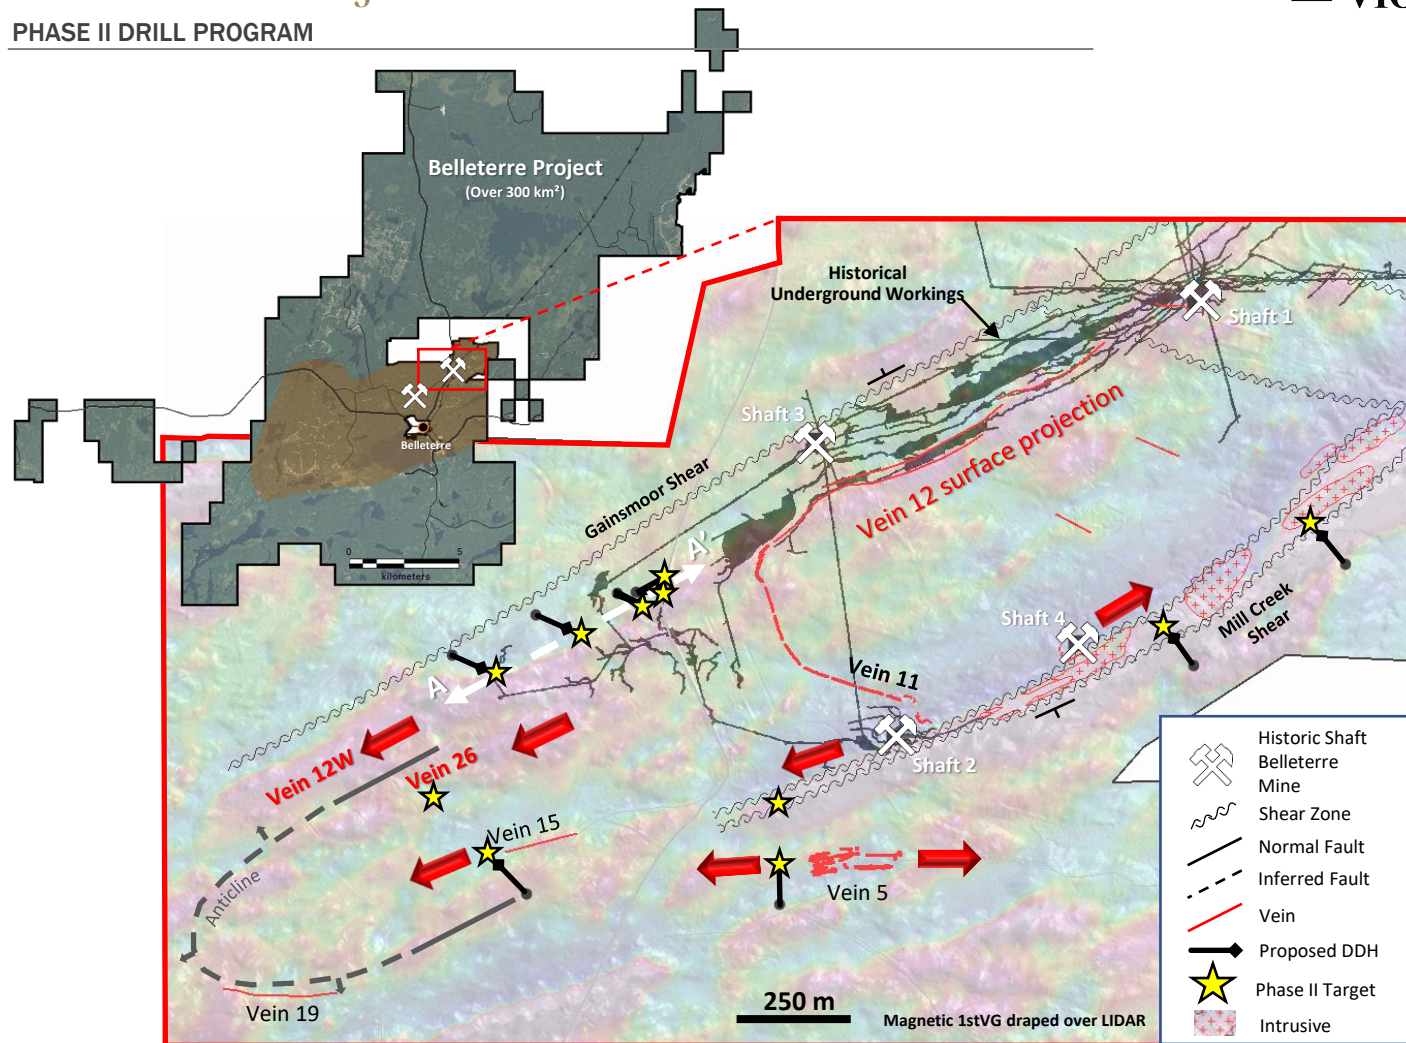 PHASE II DRILL PROGRAM
Belleterre Project
(Over 300 km²)
Belleterre
0
5
kilometers
Historical
Underground Workings
Shaft 1
Shaft 3
Gainsmoor Shear
Vein 12 surface projection
A'
A
Shaft 4
Mill Creek
Shear
Vein 11
Shaft 2
Vein 12W
Vein 26
Vein 15
Vein 5
Anticline
Vein 19
250 m
Magnetic 1stVG draped over LIDAR
Historic Shaft
Belleterre
Mine
Shear Zone
Normal Fault
Inferred Fault
Vein
Proposed DDH
Phase II Target
Intrusive